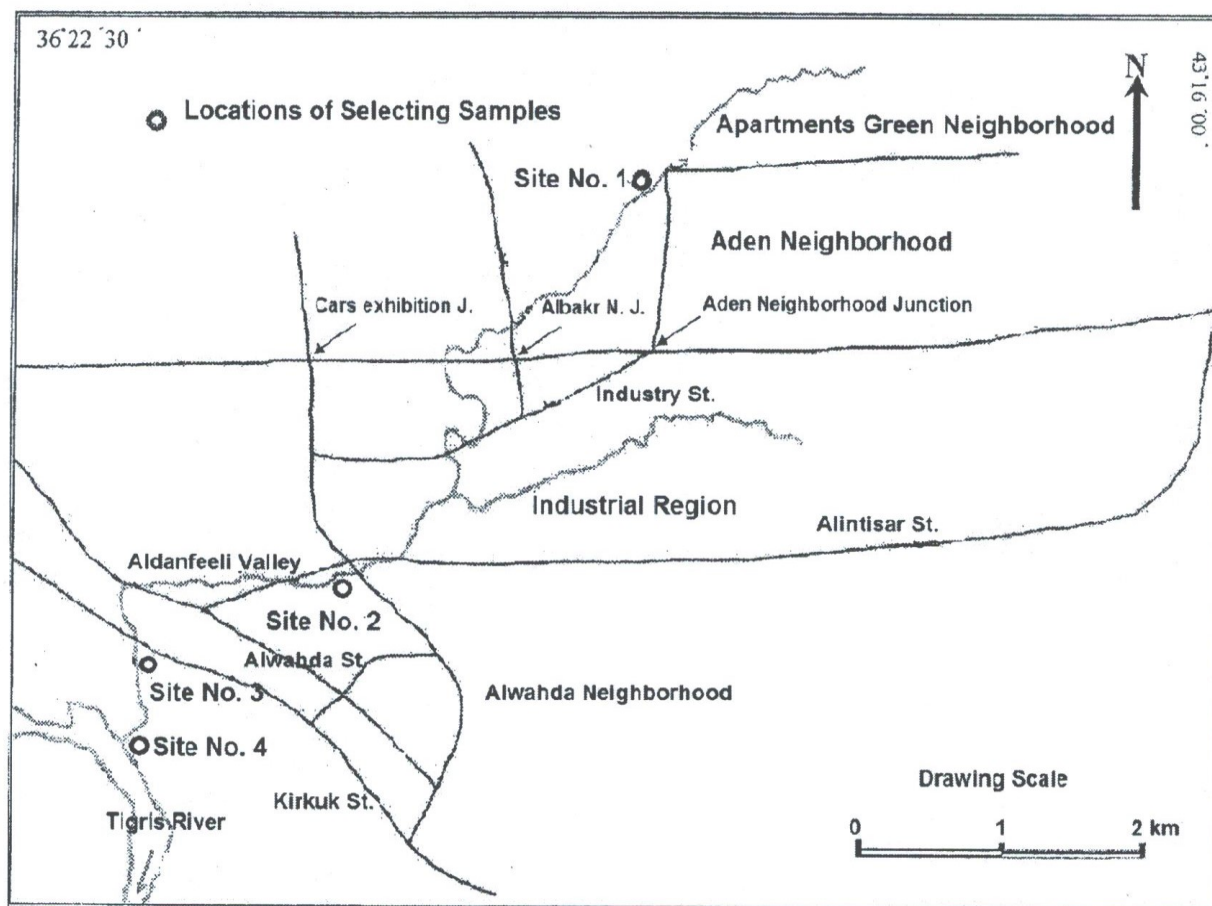 36°22´30´
43°16´00´
N
Locations of Selecting Samples
Apartments Green Neighborhood
Site No. 1
Aden Neighborhood
Cars exhibition J.
Albakr N. J.
Aden Neighborhood Junction
Industry St.
Industrial Region
Alintisar St.
Aldanfeeli Valley
Site No. 2
Alwahda St.
Site No. 3
Alwahda Neighborhood
Site No. 4
Drawing Scale
Kirkuk St.
Tigris River
0 1 2 km